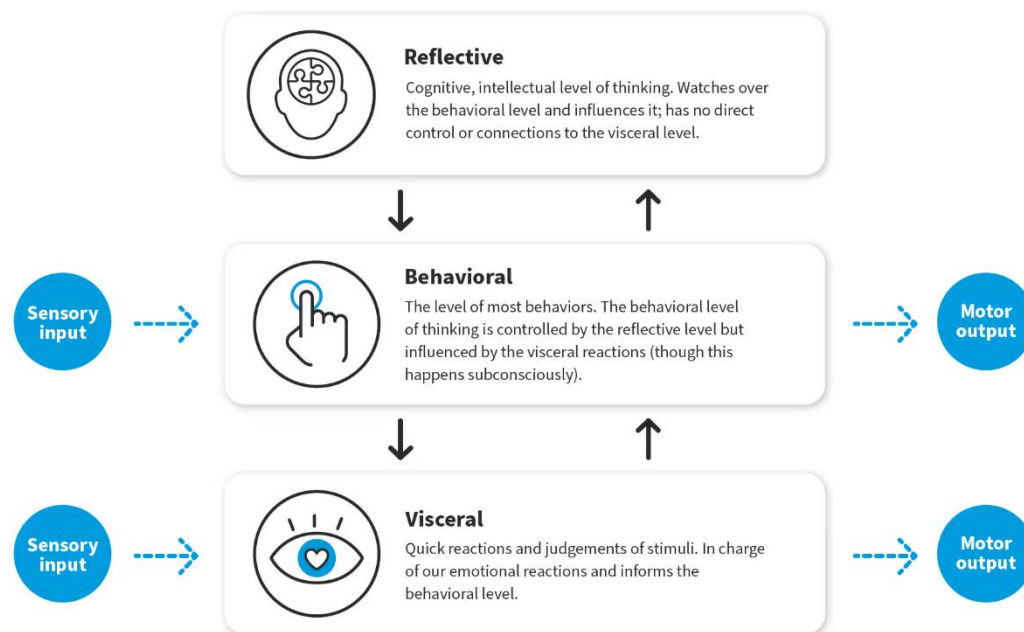 Reflective
Cognitive, intellectual level of thinking. Watches over
the behavioral level and influences it; has no direct
control or connections to the visceral level.
Sensory
input
Behavioral
The level of most behaviors. The behavioral level
of thinking is controlled by the reflective level but
influenced by the visceral reactions (though this
happens subconsciously).
Motor
output
Sensory
input
Visceral
Quick reactions and judgements of stimuli. In charge
of our emotional reactions and informs the
behavioral level.
Motor
output